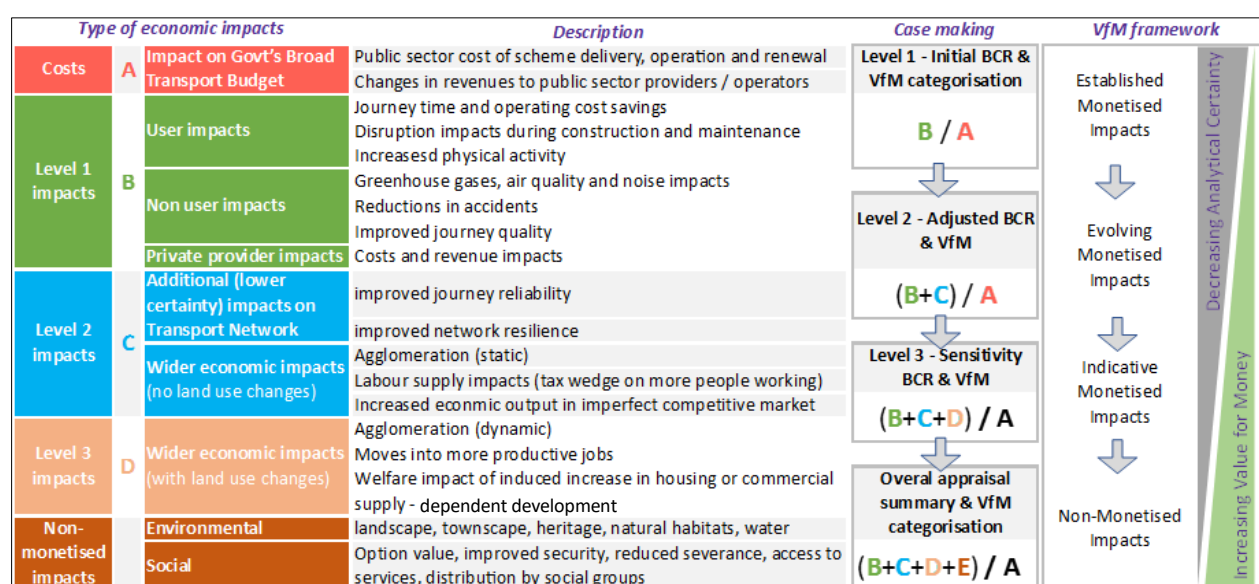 Type of economic impacts
Description
Case making
VfM framework
Costs
A
Impact on Govt's Broad
Transport Budget
Public sector cost of scheme delivery, operation and renewal
Changes in revenues to public sector providers / operators
Level 1
impacts
B
User impacts
Journey time and operating cost savings
Disruption impacts during construction and maintenance
Increasesd physical activity
Non user impacts
Greenhouse gases, air quality and noise impacts
Reductions in accidents
Improved journey quality
Private provider impacts
Costs and revenue impacts
Level 2
impacts
C
Additional (lower
certainty) impacts on
Transport Network
improved journey reliability
improved network resilience
Wider economic impacts
(no land use changes)
Agglomeration (static)
Labour supply impacts (tax wedge on more people working)
Increased econmic output in imperfect competitive market
Level 3
impacts
D
Wider economic impacts
(with land use changes)
Agglomeration (dynamic)
Moves into more productive jobs
Welfare impact of induced increase in housing or commercial
supply - dependent development
Non-
monetised
impacts
Environmental
landscape, townscape, heritage, natural habitats, water
Social
Option value, improved security, reduced severance, access to
services, distribution by social groups
Level 1 - Initial BCR &
VfM categorisation
B / A
Level 2 - Adjusted BCR
& VfM
(B+C) / A
Level 3 - Sensitivity
BCR & VfM
(B+C+D) / A
Overal appraisal
summary & VfM
categorisation
(B+C+D+E) / A
Established
Monetised
Impacts
Evolving
Monetised
Impacts
Indicative
Monetised
Impacts
Non-Monetised
Impacts
Decreasing Analytical Certainty
Increasing Value for Money